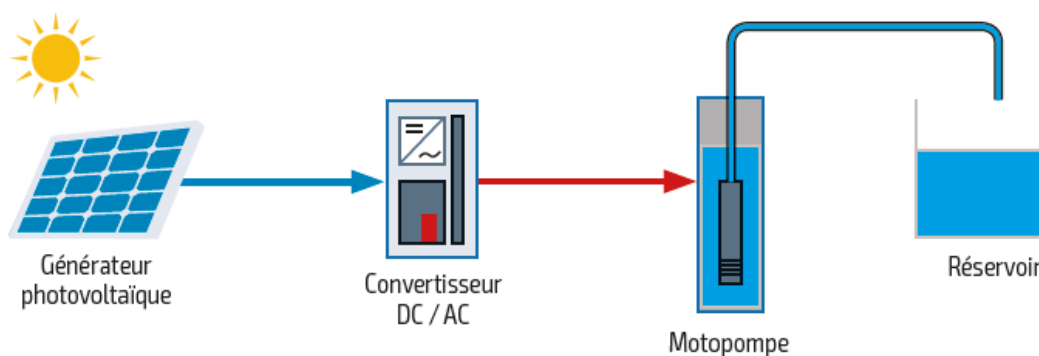 Générateur
photovoltaïque
Convertisseur
DC / AC
Motopompe
Réservoir